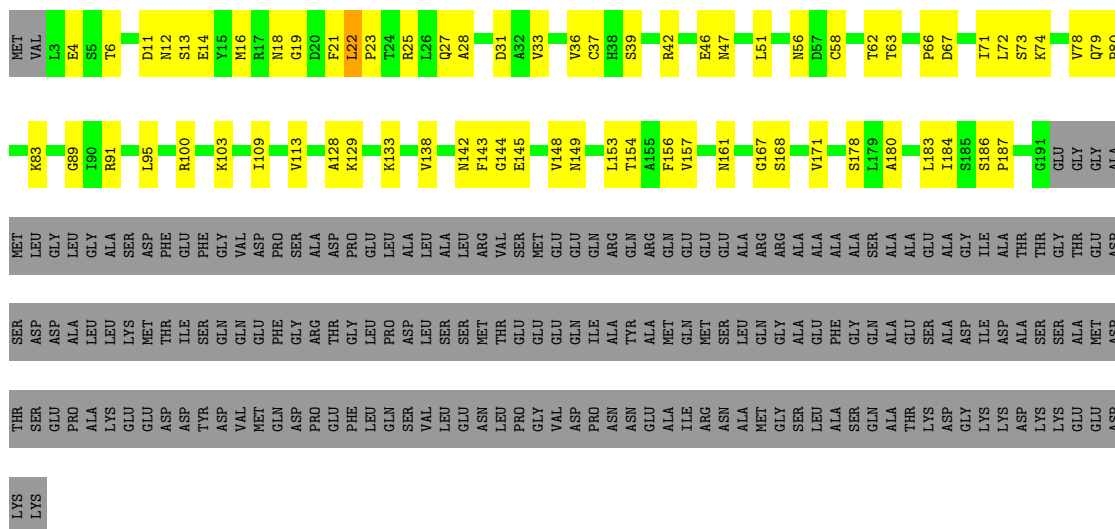 MET VAL L3 E4 S5 T6 D11 N12 S13 E14 Y15 M16 R17 N18 G19 D20 F21 L22 P23 T24 R25 L26 Q27 A28 D31 A32 V33 V36 C37 H38 S39 R42 E46 N47 L51 N56 D57 C58 T62 T63 P66 D67 I71 L72 S73 K74 V78 Q79
K83 G89 I90 R91 L95 R100 K103 I109 V113 A128 K129 K133 V138 N142 F143 G144 E145 V148 N149 L153 T154 A155 F156 V157 N161 G167 S168 V171 S178 L179 A180 L183 I184 S185 S186 P187 G191 GLU GLY GLY ALA
MET LEU GLY LEU GLY ALA SER ASP PHE GLU PHE GLY VAL ASP PRO SER ALA ASP PRO GLU LEU ALA LEU ALA LEU ARG VAL SER MET GLU GLU GLN ARG GLN ARG GLN GLU GLU GLU ALA ARG ARG ALA ALA ALA ALA SER ALA ALA GLU ALA GLY ILE ALA THR THR GLY THR GLU ASP
SER ASP ASP ALA LEU LEU LYS MET THR ILE SER GLN GLN GLU PHE GLY ARG THR GLY LEU PRO ASP LEU SER SER MET THR GLU GLU GLU GLN ILE ALA TYR ALA MET GLN MET SER LEU GLN GLY ALA GLU PHE GLY GLN ALA GLU SER ALA ASP ILE ASP ALA SER SER ALA MET ASP
THR SER GLU PRO ALA LYS GLU GLU ASP ASP TYR ASP VAL MET GLN ASP PRO GLU PHE LEU GLN SER VAL LEU GLU ASN LEU PRO GLY VAL ASP PRO ASN ASN GLU ALA ILE ARG ASN ALA MET GLY SER LEU ALA SER GLN ALA THR LYS ASP GLY LYS LYS ASP LYS LYS GLU GLU ASP
LYS LYS